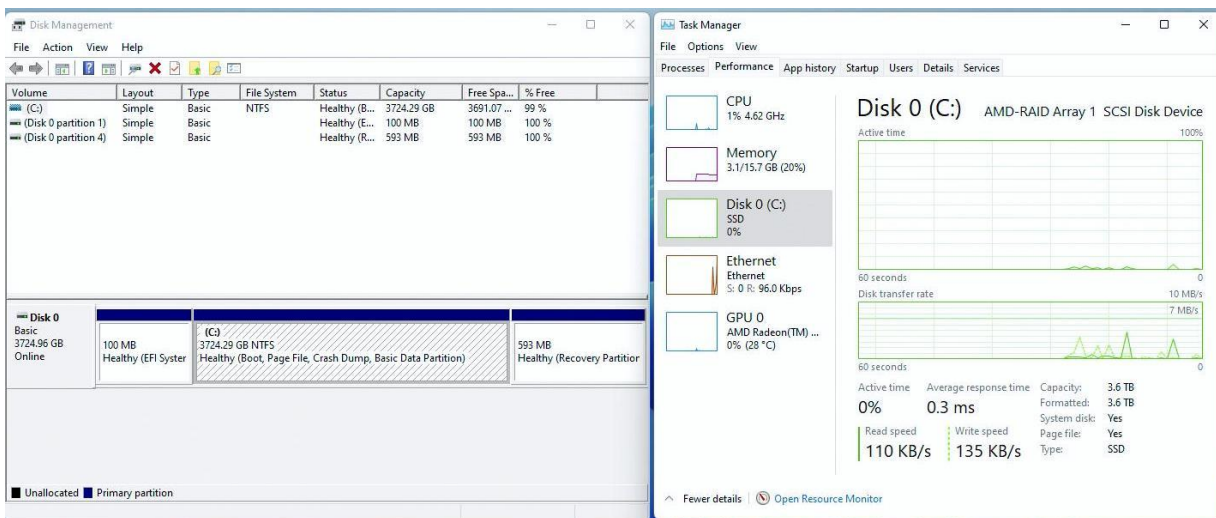 Disk Management
File Action View Help
Volume Layout Type File System Status Capacity Free Spa... % Free
(C:) Simple Basic NTFS Healthy (B... 3724.29 GB 3691.07 ... 99 %
(Disk 0 partition 1) Simple Basic Healthy (E... 100 MB 100 MB 100 %
(Disk 0 partition 4) Simple Basic Healthy (R... 593 MB 593 MB 100 %
Disk 0
Basic
3724.96 GB
Online
100 MB
Healthy (EFI Syster
(C:)
3724.29 GB NTFS
Healthy (Boot, Page File, Crash Dump, Basic Data Partition)
593 MB
Healthy (Recovery Partitior
Unallocated Primary partition
Task Manager
File Options View
Processes Performance App history Startup Users Details Services
CPU
1% 4.62 GHz
Memory
3.1/15.7 GB (20%)
Disk 0 (C:)
SSD
0%
Ethernet
Ethernet
S: 0 R: 96.0 Kbps
GPU 0
AMD Radeon(TM) ...
0% (28 °C)
Disk 0 (C:) AMD-RAID Array 1 SCSI Disk Device
Active time 100%
60 seconds 0
Disk transfer rate 10 MB/s
7 MB/s
60 seconds 0
Active time Average response time
0% 0.3 ms
Read speed Write speed
110 KB/s 135 KB/s
Capacity: 3.6 TB
Formatted: 3.6 TB
System disk: Yes
Page file: Yes
Type: SSD
Fewer details Open Resource Monitor